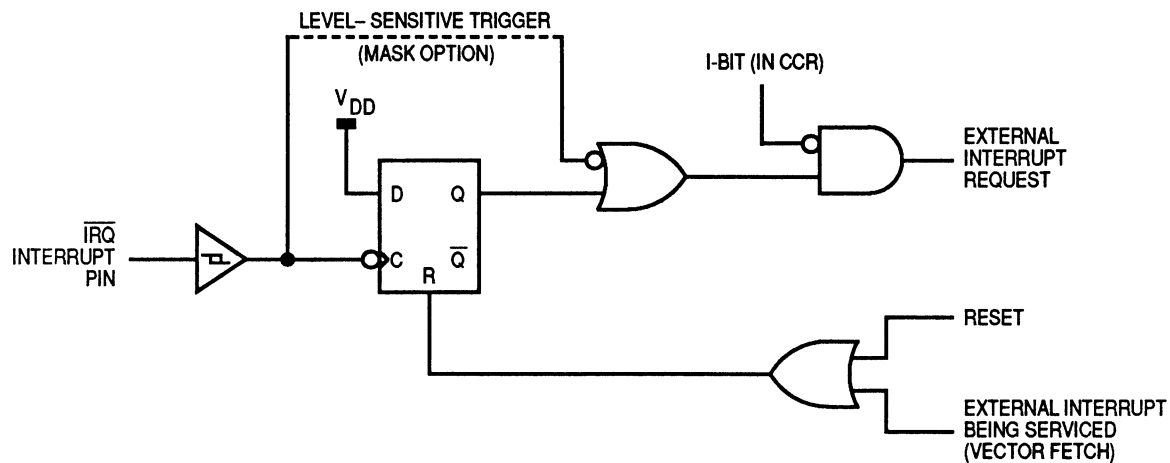 LEVEL– SENSITIVE TRIGGER
(MASK OPTION)
I-BIT (IN CCR)
VDD
EXTERNAL
INTERRUPT
REQUEST
D
Q
IRQ
INTERRUPT
PIN
C
Q
R
RESET
EXTERNAL INTERRUPT
BEING SERVICED
(VECTOR FETCH)